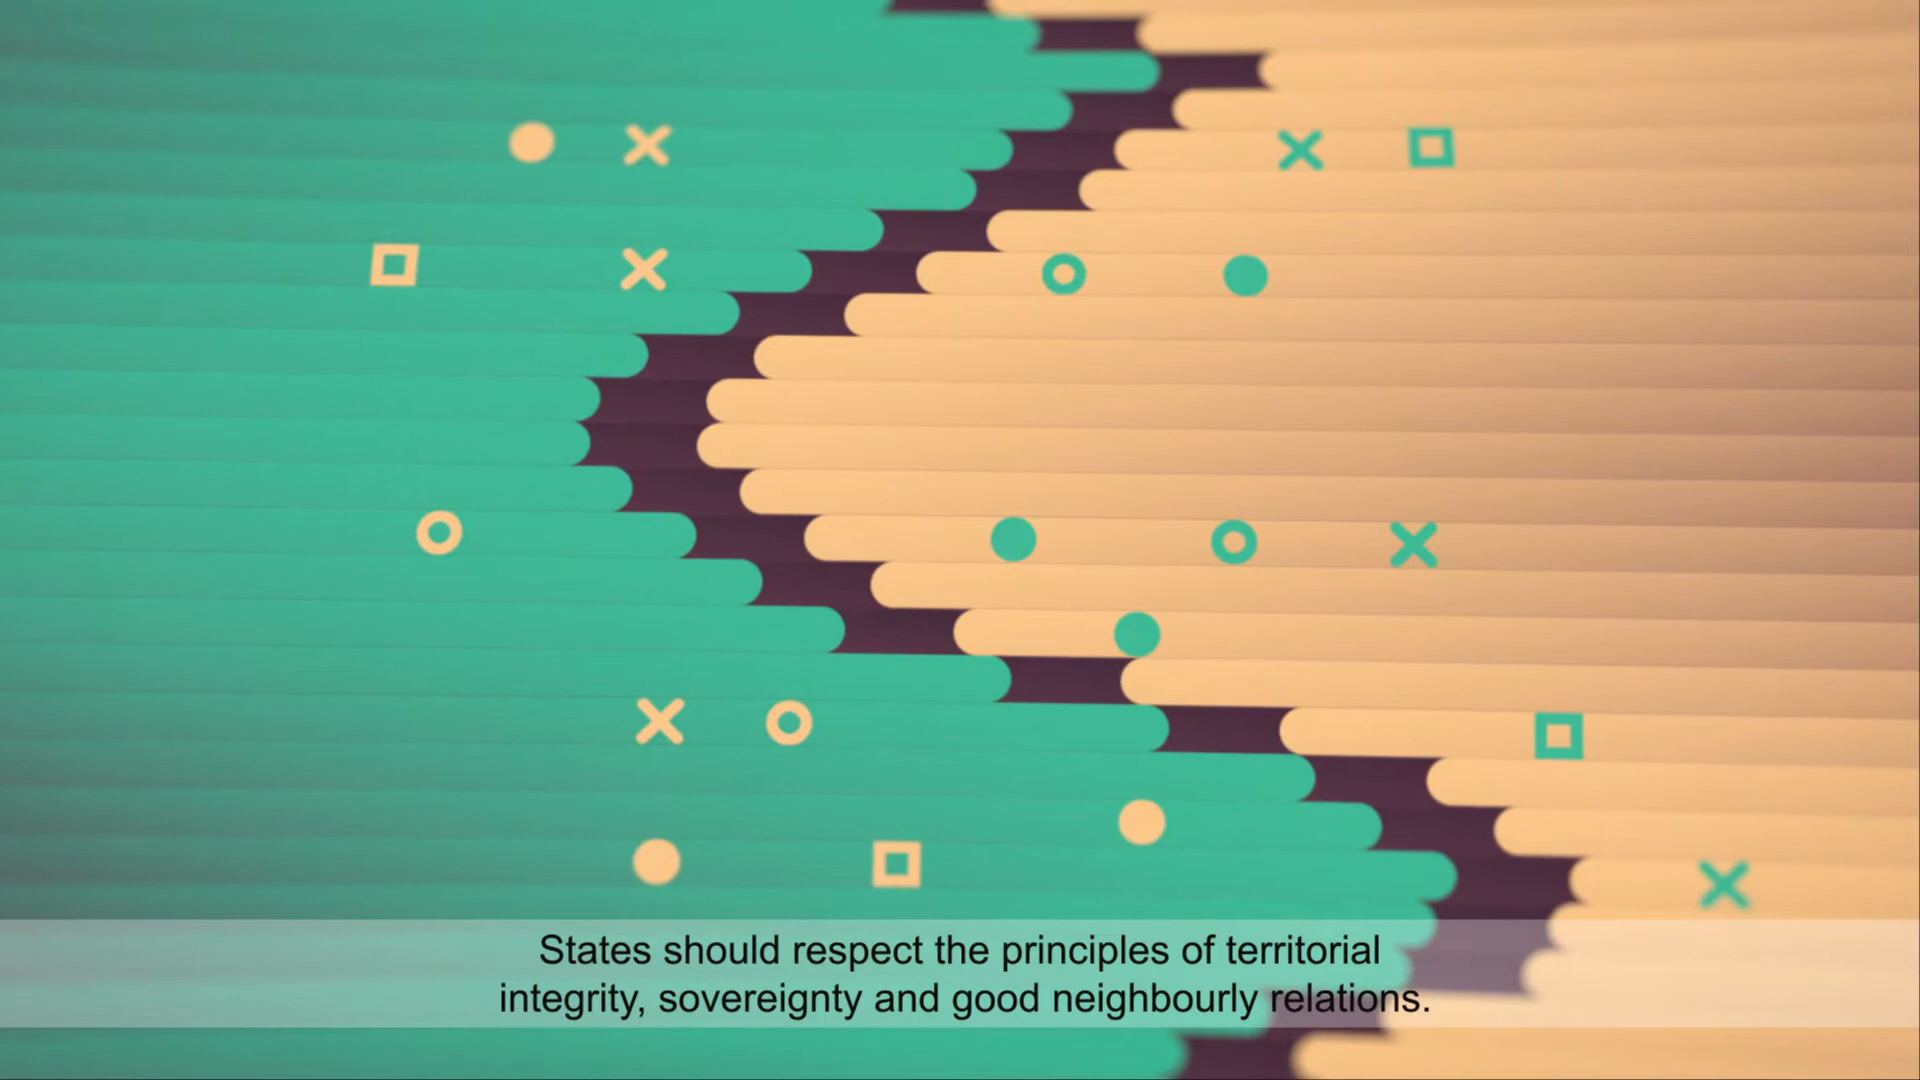 States should respect the principles of territorial
integrity, sovereignty and good neighbourly relations.